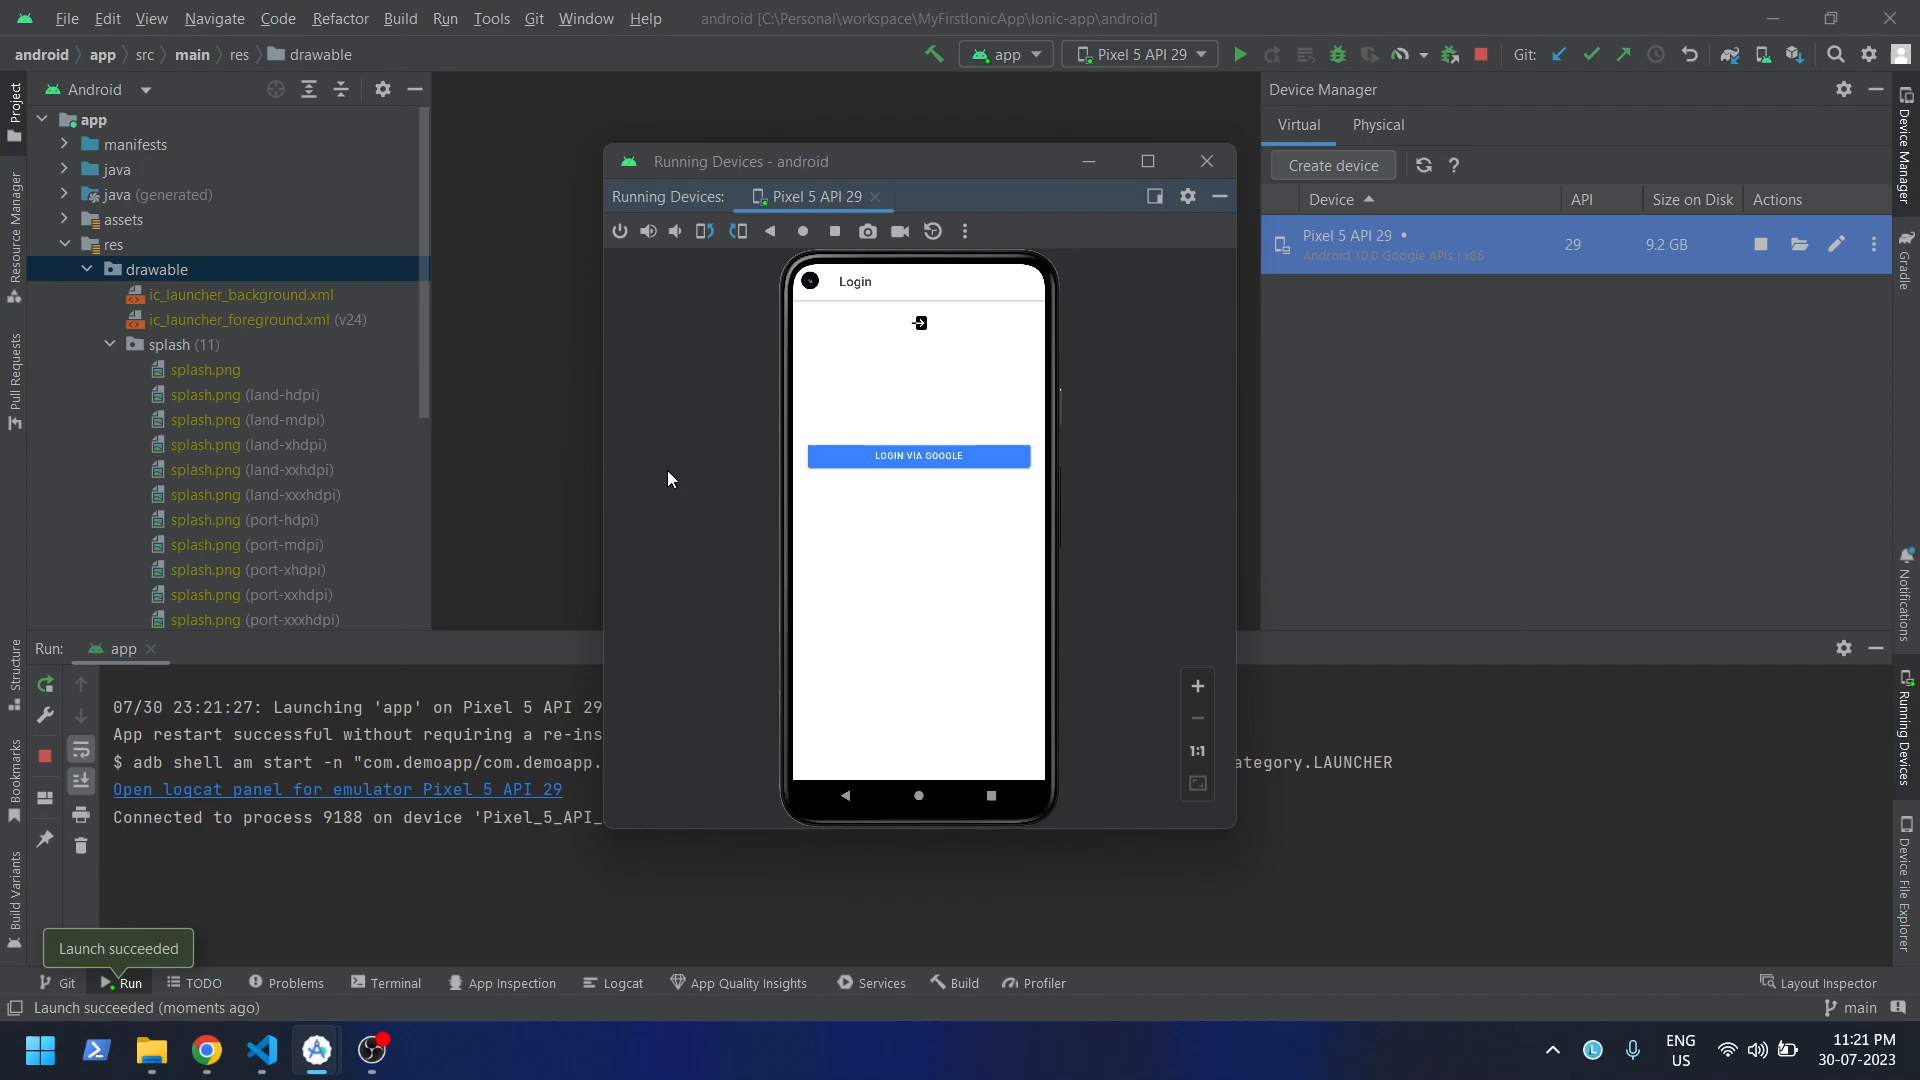 File Edit View Navigate Code Refactor Build Run Tools Git Window Help android [C:\Personal\workspace\MyFirstIonicApp\Ionic-app\android]
android app src main res drawable app Pixel 5 API 29 Git:
Project
Resource Manager
Pull Requests
Structure
Bookmarks
Build Variants
Android
app
manifests
java
java (generated)
assets
res
drawable
ic_launcher_background.xml
ic_launcher_foreground.xml (v24)
splash (11)
splash.png
splash.png (land-hdpi)
splash.png (land-mdpi)
splash.png (land-xhdpi)
splash.png (land-xxhdpi)
splash.png (land-xxxhdpi)
splash.png (port-hdpi)
splash.png (port-mdpi)
splash.png (port-xhdpi)
splash.png (port-xxhdpi)
splash.png (port-xxxhdpi)
Running Devices - android
Running Devices: Pixel 5 API 29
Login
LOGIN VIA GOOGLE
1:1
Device Manager
Virtual Physical
Create device ?
Device API Size on Disk Actions
Pixel 5 API 29 29 9.2 GB
Android 10.0 Google APIs | x86
Device Manager
Gradle
Notifications
Running Devices
Device File Explorer
Run: app
07/30 23:21:27: Launching 'app' on Pixel 5 API 29
App restart successful without requiring a re-ins
$ adb shell am start -n "com.demoapp/com.demoapp. ategory.LAUNCHER
Open logcat panel for emulator Pixel 5 API 29
Connected to process 9188 on device 'Pixel_5_API_
Launch succeeded
Git Run TODO Problems Terminal App Inspection Logcat App Quality Insights Services Build Profiler Layout Inspector
Launch succeeded (moments ago) main
ENG
US
11:21 PM
30-07-2023